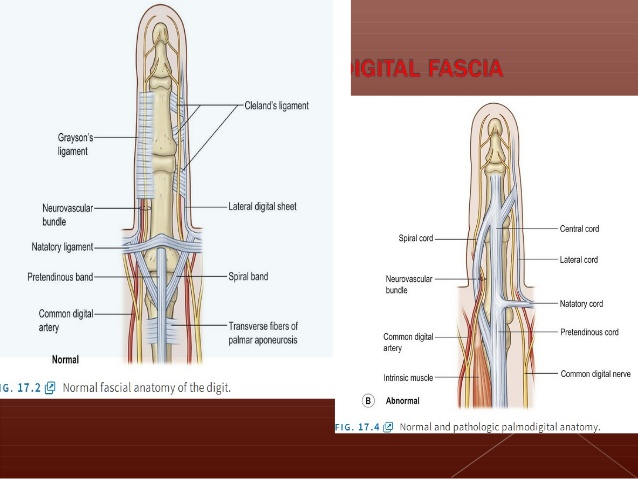 DIGITAL FASCIA
Cleland's ligament
Grayson's
ligament
Neurovascular
bundle
Lateral digital sheet
Natatory ligament
Pretendinous band
Spiral band
Common digital
artery
Transverse fibers of
palmar aponeurosis
Normal
IG. 17.2 Normal fascial anatomy of the digit.
Central cord
Spiral cord
Lateral cord
Neurovascular
bundle
Natatory cord
Common digital
artery
Pretendinous cord
Intrinsic muscle
Common digital nerve
B Abnormal
FIG. 17.4 Normal and pathologic palmodigital anatomy.